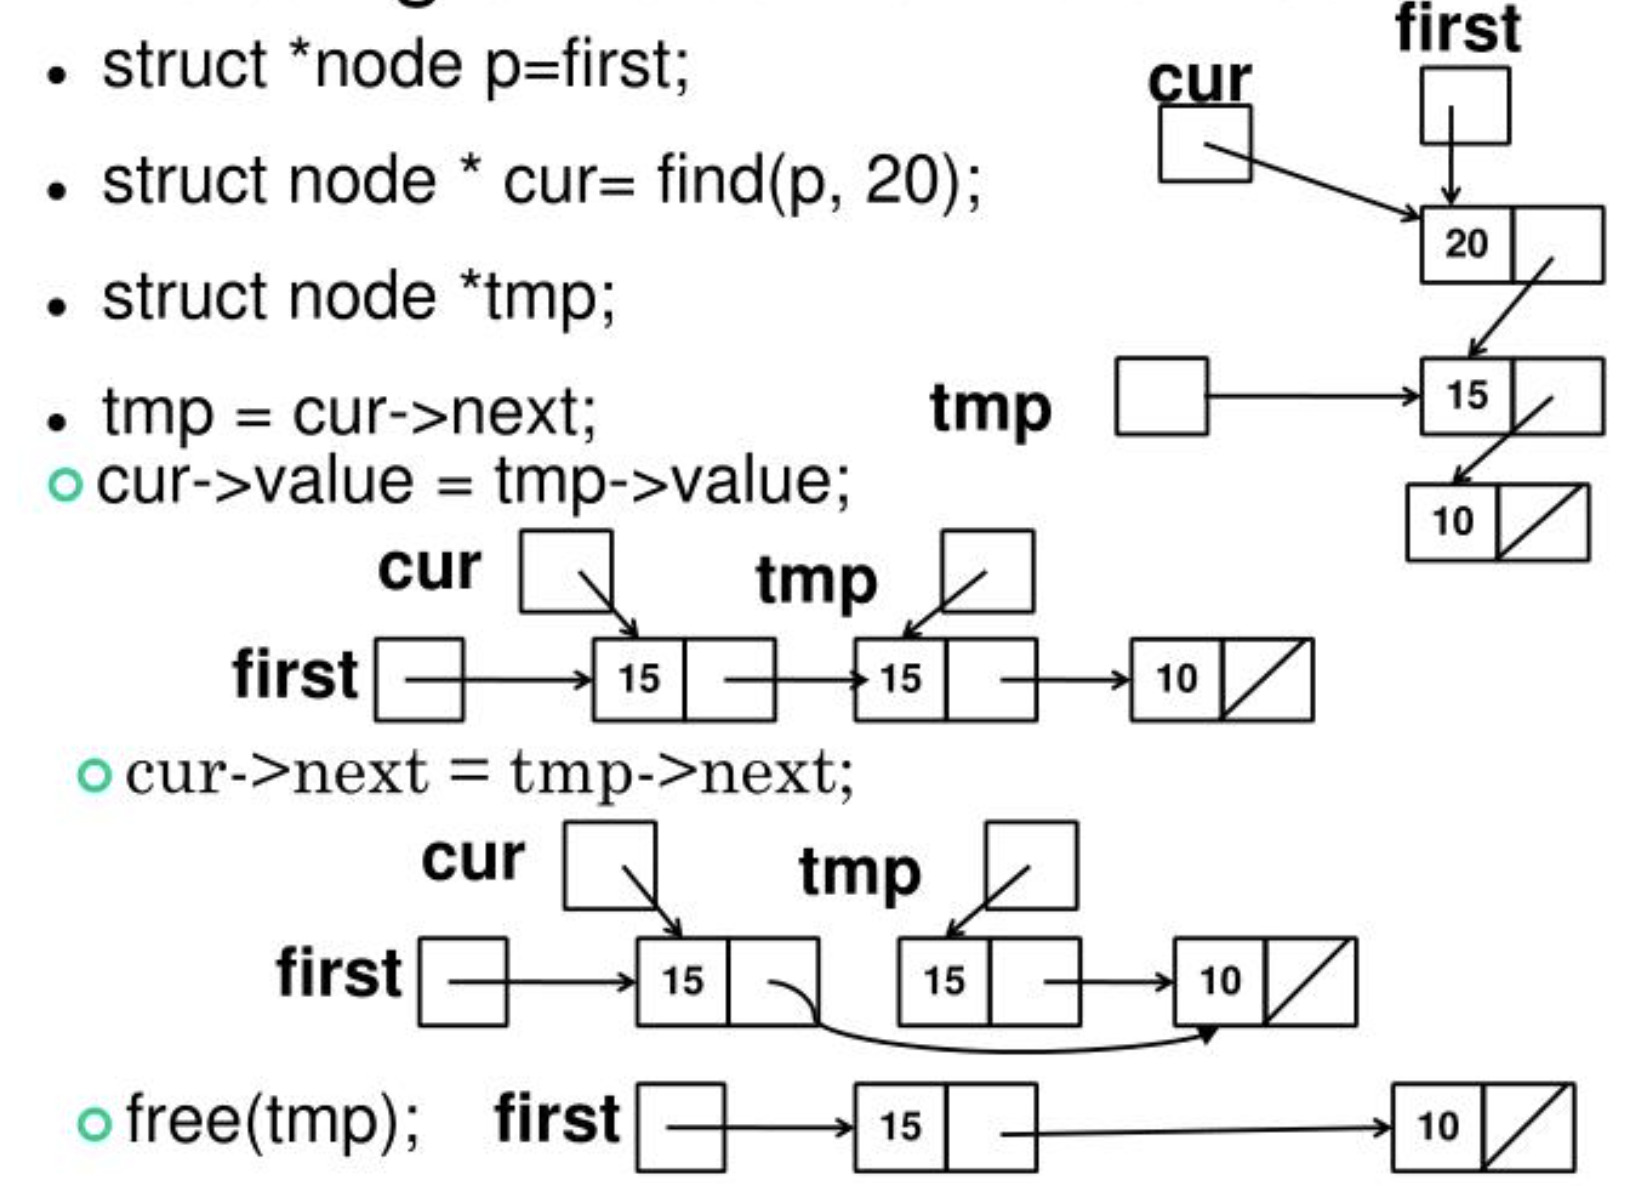 first
• struct *node p=first;
cur
• struct node * cur= find(p, 20);
20
• struct node *tmp;
• tmp = cur->next;
tmp
15
cur->value = tmp->value;
10
cur
tmp
first
15
15
10
cur->next = tmp->next;
cur
tmp
first
15
15
10
free(tmp);
first
15
10